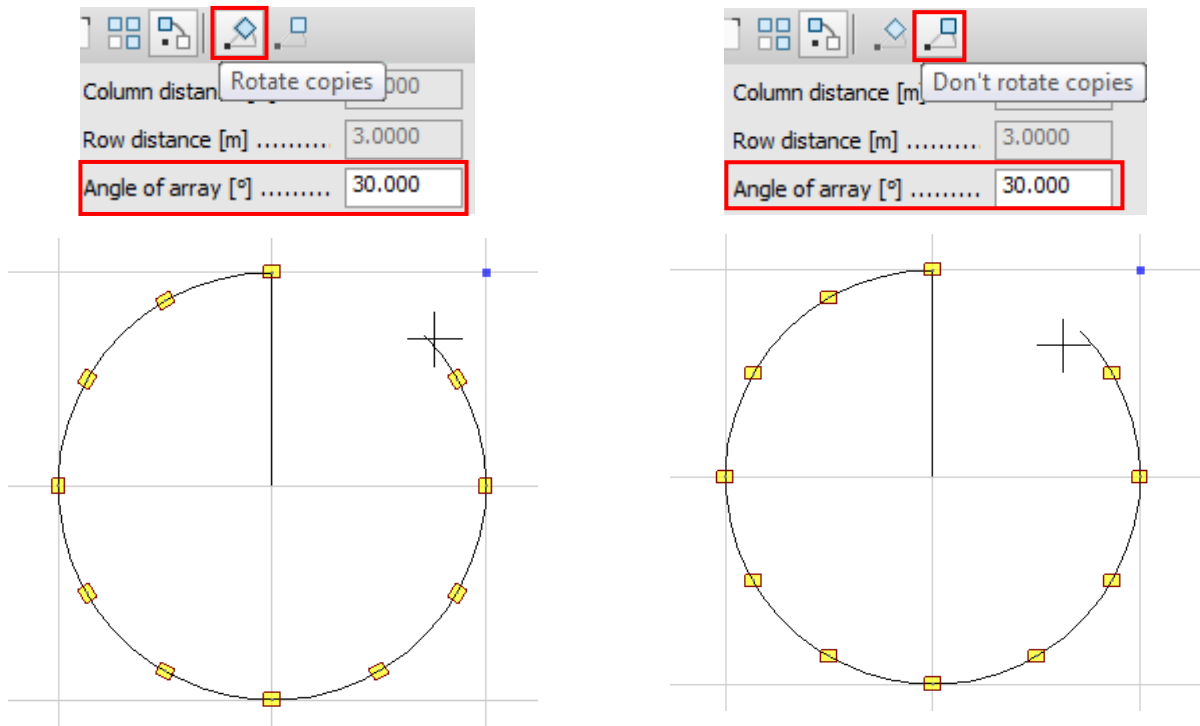 Rotate copies
Column distan
000
Row distance [m] .......... 3.0000
Angle of array [°] ......... 30.000
Don't rotate copies
Column distance [m
Row distance [m] .......... 3.0000
Angle of array [°] ......... 30.000